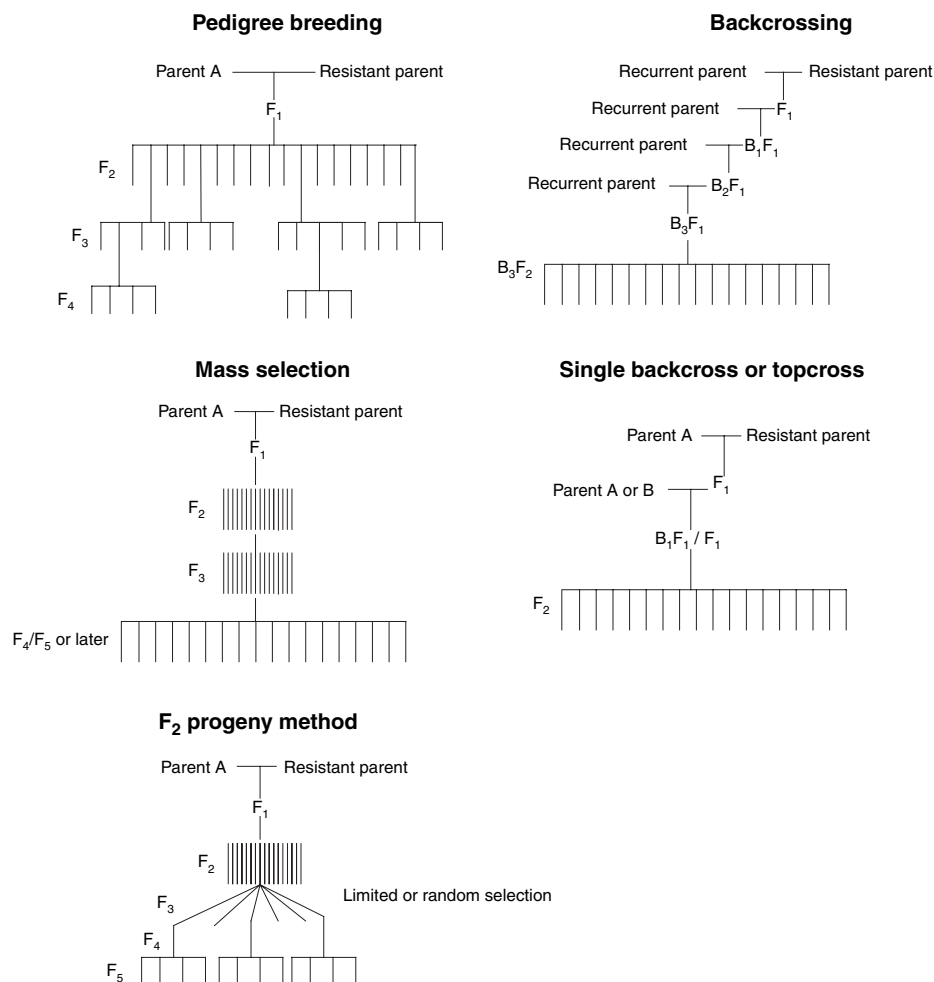 Pedigree breeding
Parent A Resistant parent
F₁
F₂
F₃
F₄
Backcrossing
Recurrent parent Resistant parent
Recurrent parent F₁
Recurrent parent B₁F₁
Recurrent parent B₂F₁
B₃F₁
B₃F₂
Mass selection
Parent A Resistant parent
F₁
F₂
F₃
F₄/F₅ or later
Single backcross or topcross
Parent A Resistant parent
Parent A or B F₁
B₁F₁ / F₁
F₂
F₂ progeny method
Parent A Resistant parent
F₁
F₂
Limited or random selection
F₃
F₄
F₅